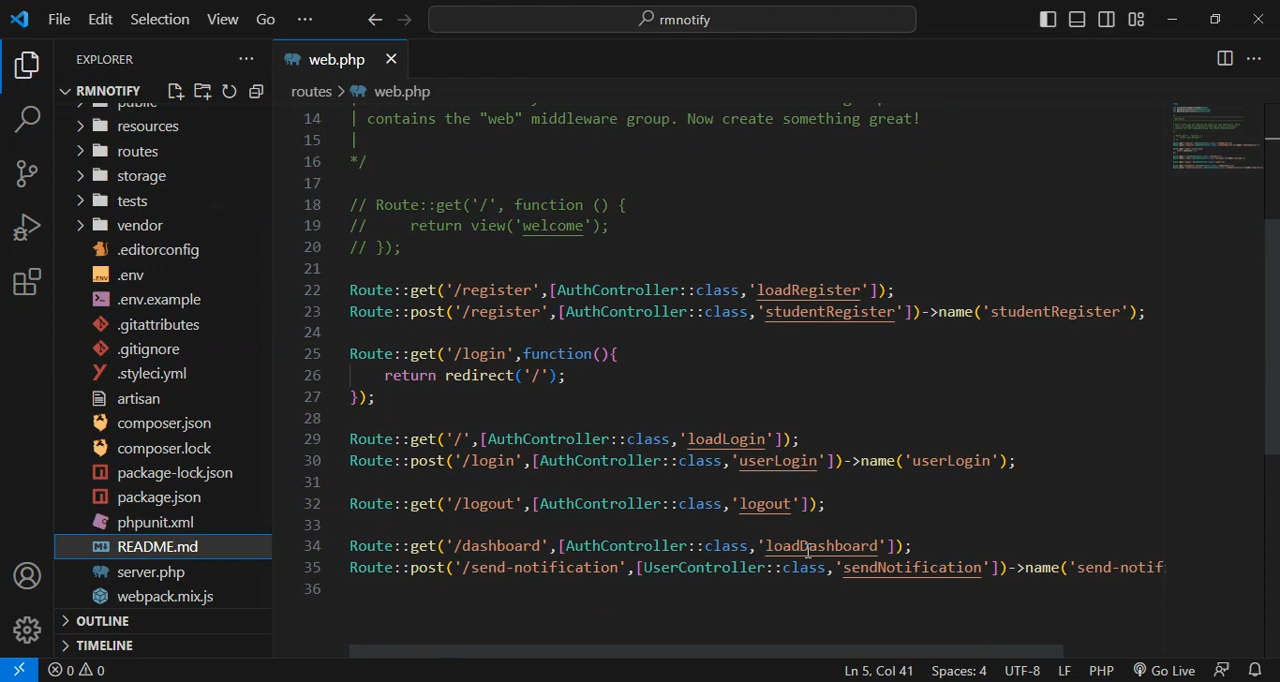 File Edit Selection View Go ··· rmnotify
EXPLORER ···
web.php
RMNOTIFY
routes > web.php
public
resources
routes
storage
tests
vendor
.editorconfig
.env
.env.example
.gitattributes
.gitignore
.styleci.yml
artisan
composer.json
composer.lock
package-lock.json
package.json
phpunit.xml
README.md
server.php
webpack.mix.js
OUTLINE
TIMELINE
14 | contains the "web" middleware group. Now create something great!
15 |
16 */
17
18 // Route::get('/', function () {
19 //     return view('welcome');
20 // });
21
22 Route::get('/register',[AuthController::class,'loadRegister']);
23 Route::post('/register',[AuthController::class,'studentRegister'])->name('studentRegister');
24
25 Route::get('/login',function(){
26     return redirect('/');
27 });
28
29 Route::get('/',[AuthController::class,'loadLogin']);
30 Route::post('/login',[AuthController::class,'userLogin'])->name('userLogin');
31
32 Route::get('/logout',[AuthController::class,'logout']);
33
34 Route::get('/dashboard',[AuthController::class,'loadDashboard']);
35 Route::post('/send-notification',[UserController::class,'sendNotification'])->name('send-notif
36
0 0 Ln 5, Col 41 Spaces: 4 UTF-8 LF PHP Go Live